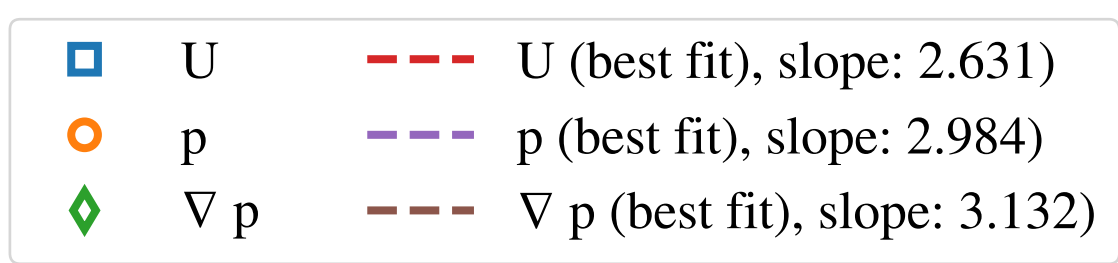 U U (best fit), slope: 2.631)
p p (best fit), slope: 2.984)
∇ p ∇ p (best fit), slope: 3.132)